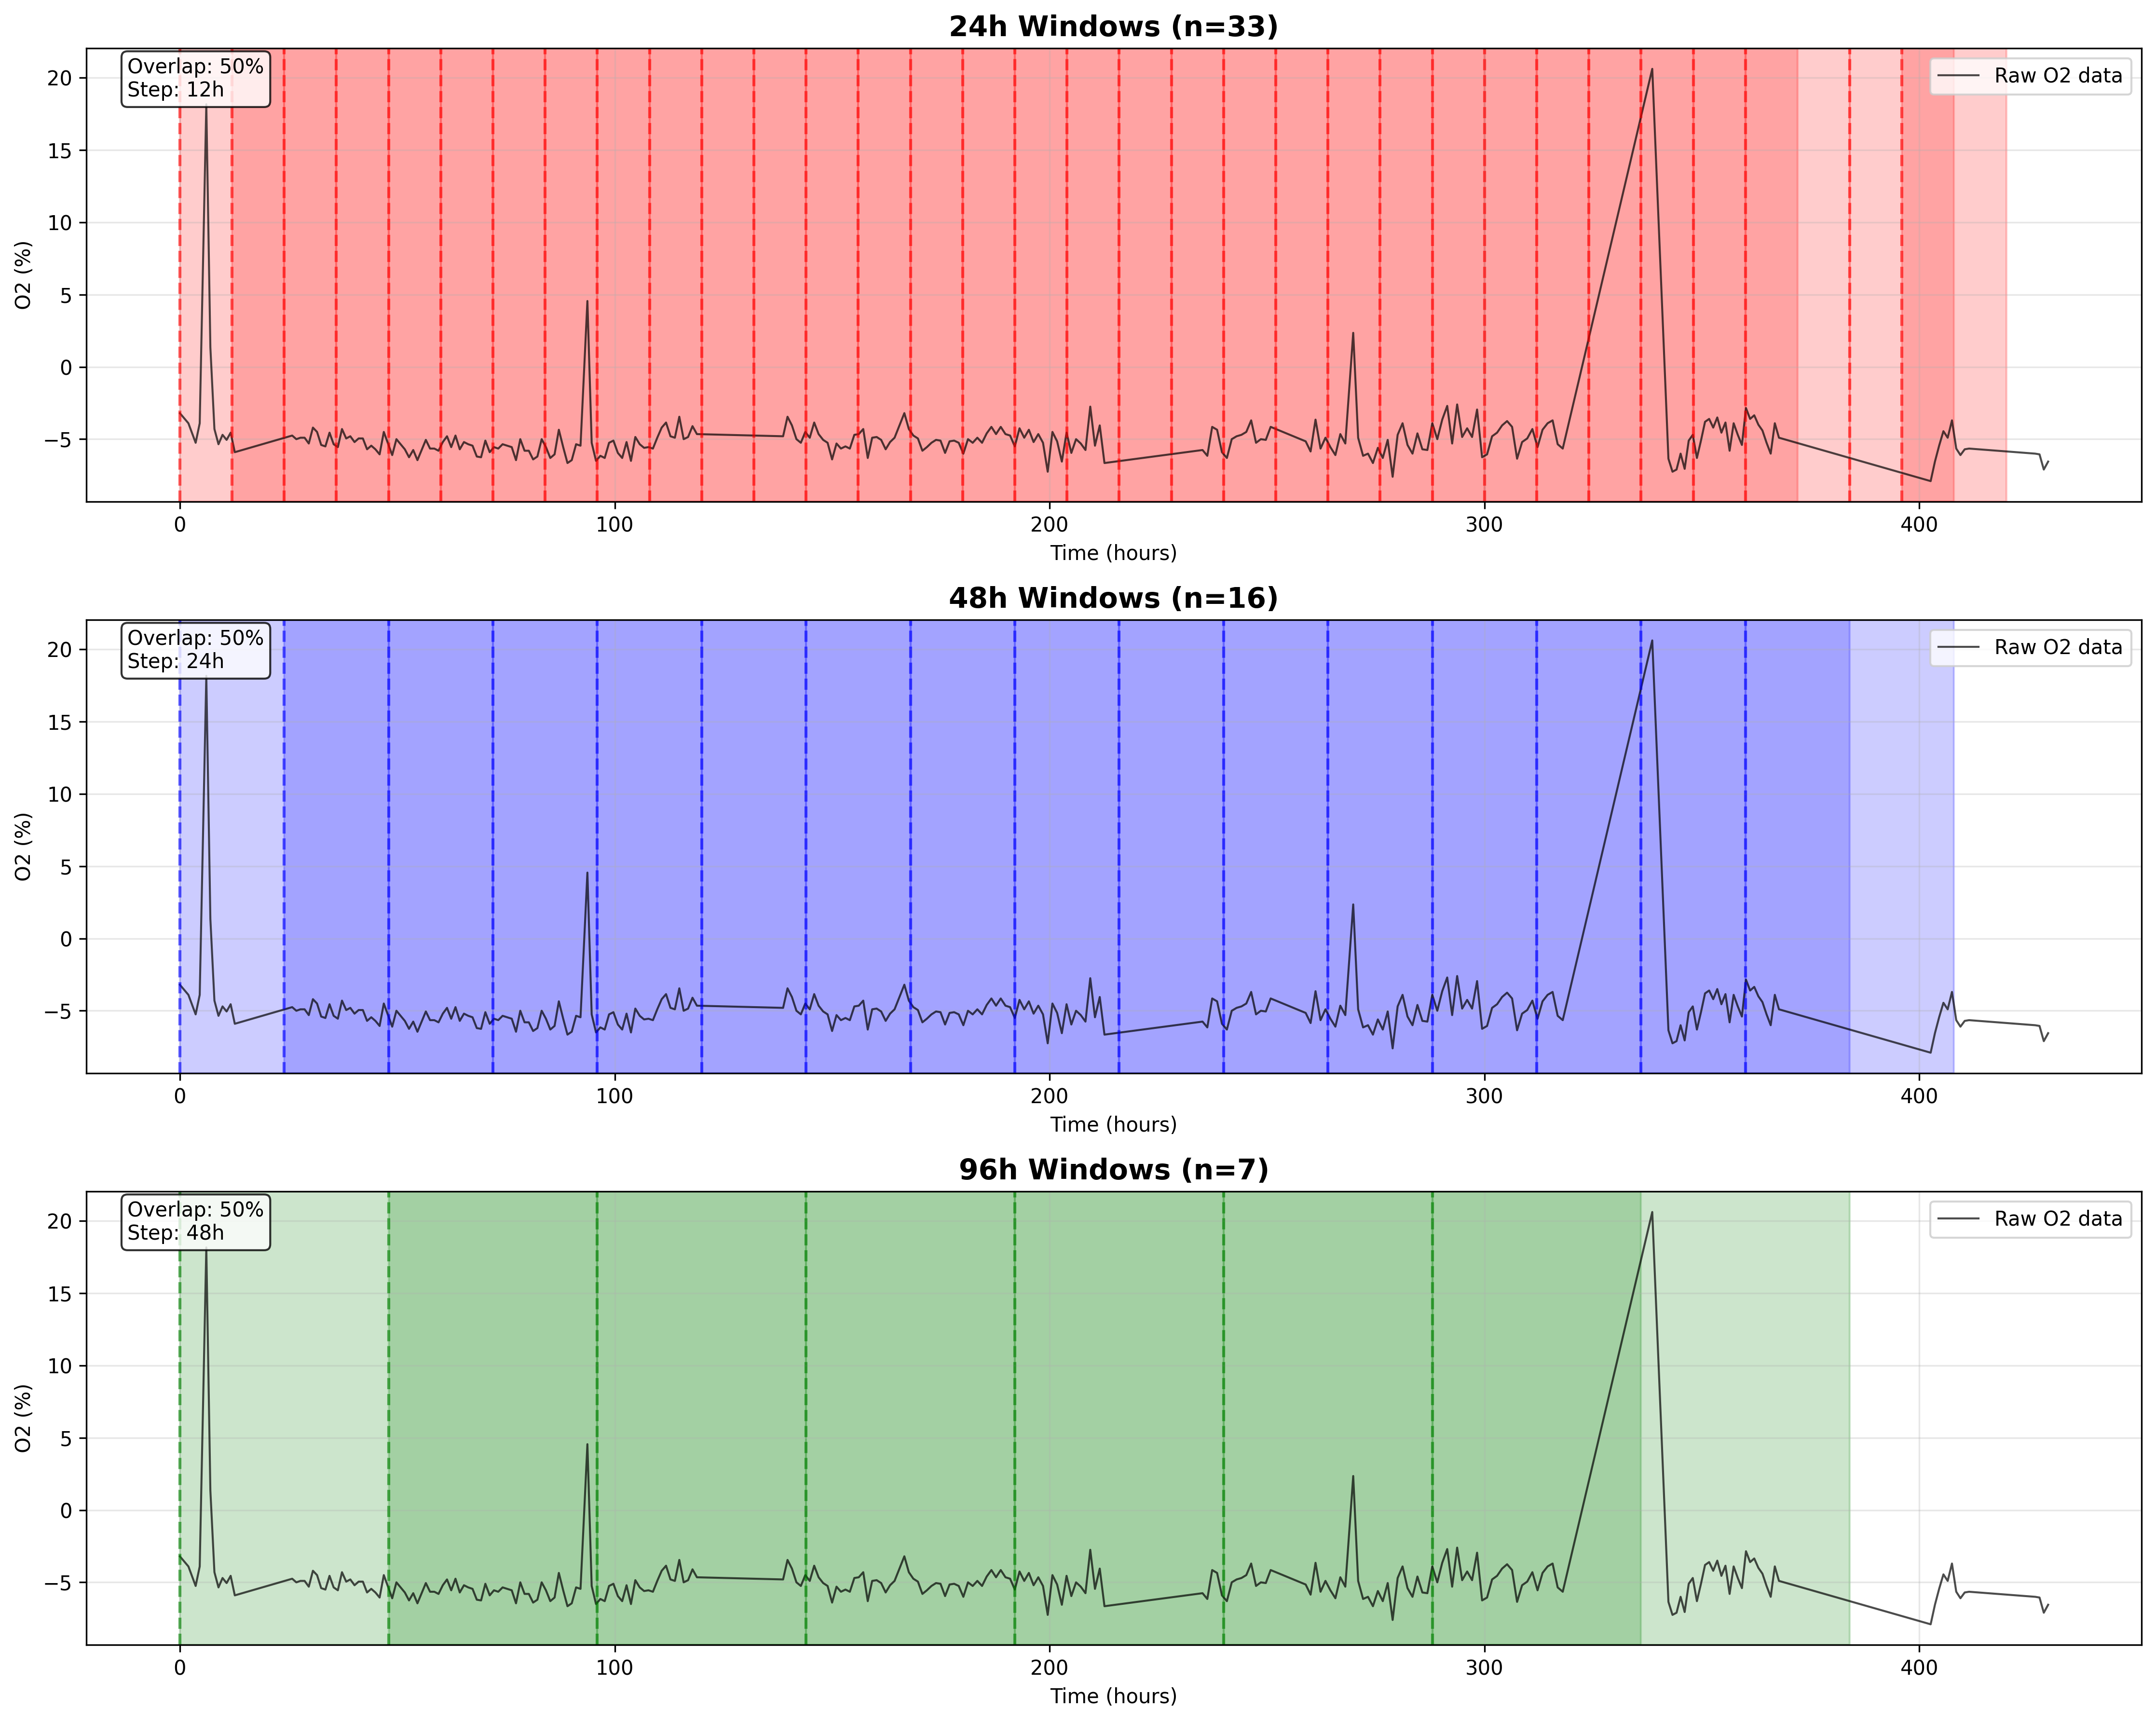 24h Windows (n=33)
Overlap: 50%
Step: 12h
Raw O2 data
20
15
10
5
0
−5
O2 (%)
0 100 200 300 400
Time (hours)
48h Windows (n=16)
Overlap: 50%
Step: 24h
Raw O2 data
20
15
10
5
0
−5
O2 (%)
0 100 200 300 400
Time (hours)
96h Windows (n=7)
Overlap: 50%
Step: 48h
Raw O2 data
20
15
10
5
0
−5
O2 (%)
0 100 200 300 400
Time (hours)